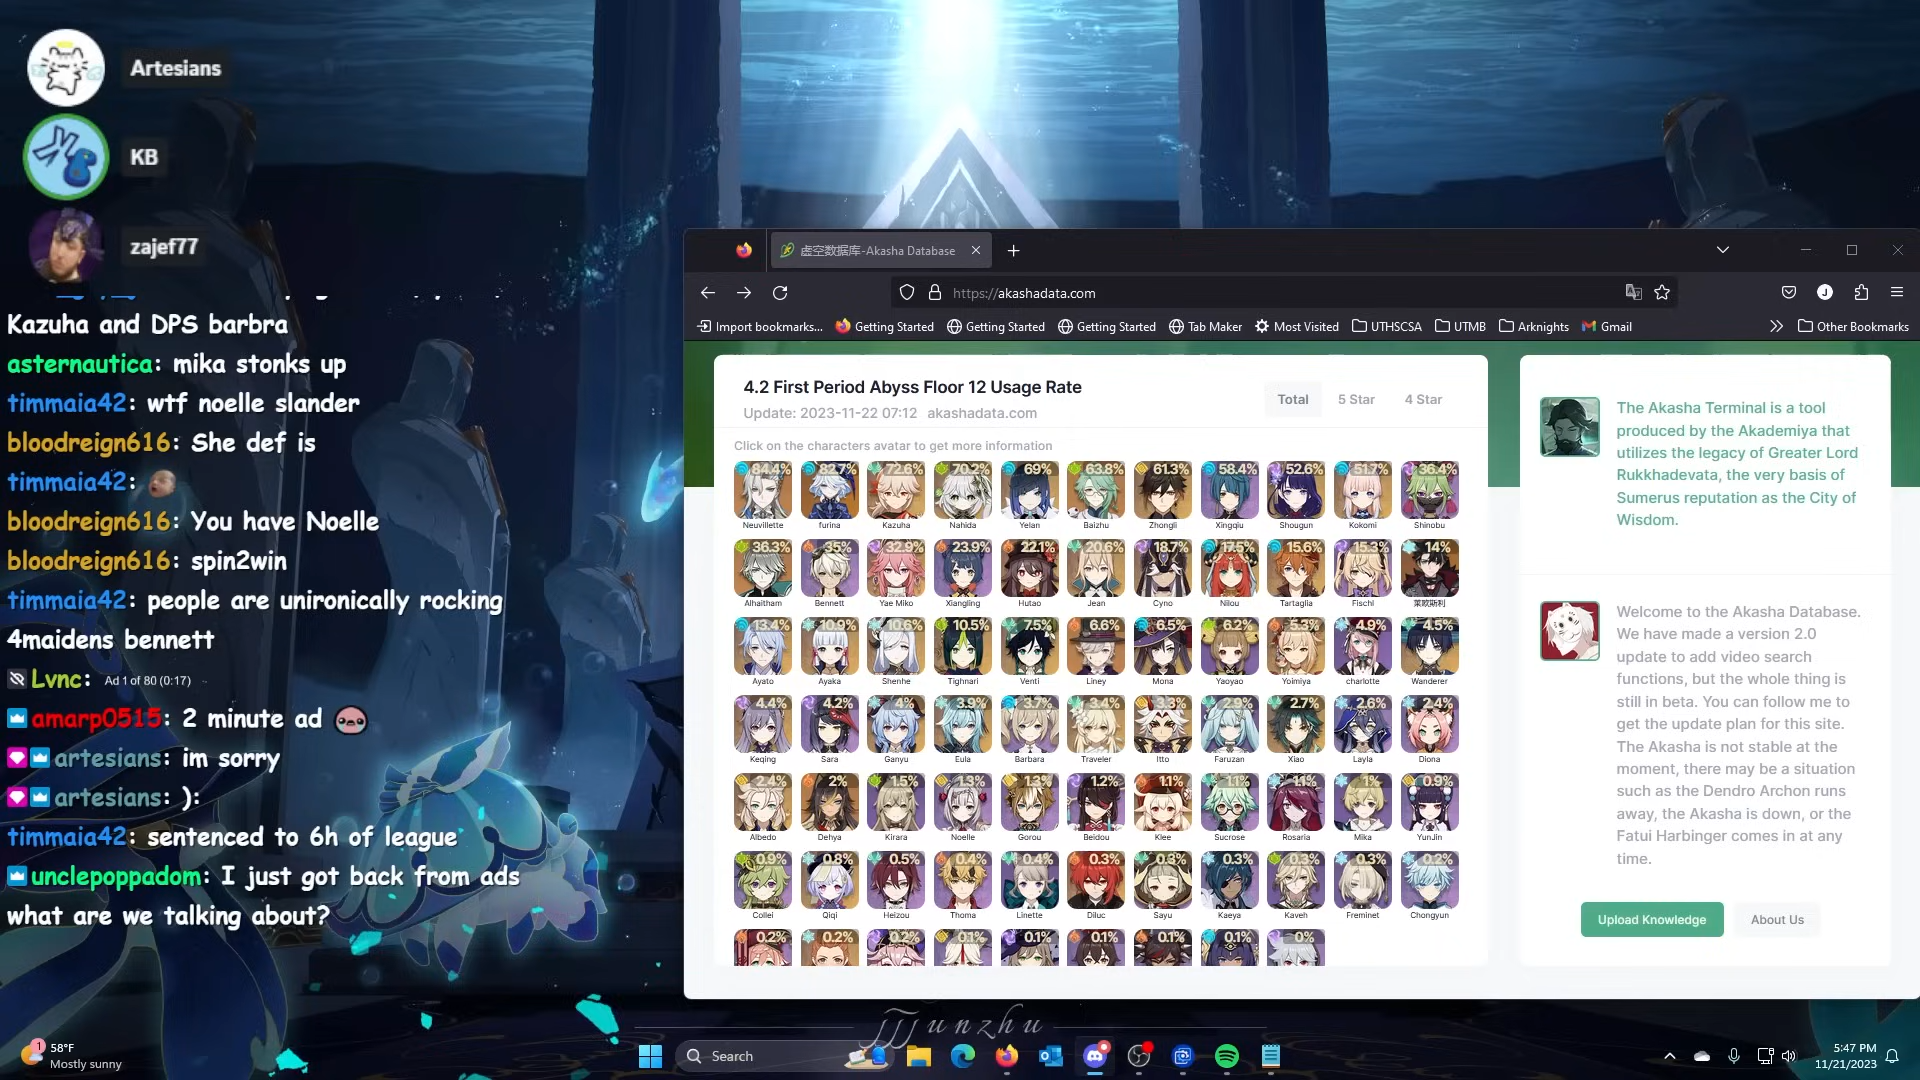 Artesians
KB
zajef77
Kazuha and DPS barbra
asternautica: mika stonks up
timmaia42: wtf noelle slander
bloodreign616: She def is
timmaia42:
bloodreign616: You have Noelle
bloodreign616: spin2win
timmaia42: people are unironically rocking
4maidens bennett
Lvnc: Ad 1 of 80 (0:17)
amarp0515: 2 minute ad
artesians: im sorry
artesians: ):
timmaia42: sentenced to 6h of league
unclepoppadom: I just got back from ads
what are we talking about?
虚空数据库-Akasha Database
https://akashadata.com
Import bookmarks... Getting Started Getting Started Getting Started Tab Maker Most Visited UTHSCSA UTMB Arknights Gmail Other Bookmarks
4.2 First Period Abyss Floor 12 Usage Rate
Update: 2023-11-22 07:12 akashadata.com
Total 5 Star 4 Star
Click on the characters avatar to get more information
84.4% 82.7% 72.6% 70.2% 69% 63.8% 61.3% 58.4% 52.6% 51.7% 36.4%
Neuvillette furina Kazuha Nahida Yelan Baizhu Zhongli Xingqiu Shougun Kokomi Shinobu
36.3% 35% 32.9% 23.9% 22.1% 20.6% 18.7% 17.5% 15.6% 15.3% 14%
Alhaitham Bennett Yae Miko Xiangling Hutao Jean Cyno Nilou Tartaglia Fischl 莱欧斯利
13.4% 10.9% 10.6% 10.5% 7.5% 6.6% 6.5% 6.2% 5.3% 4.9% 4.5%
Ayato Ayaka Shenhe Tighnari Venti Liney Mona Yaoyao Yoimiya charlotte Wanderer
4.4% 4.2% 4% 3.9% 3.7% 3.4% 3.3% 2.9% 2.7% 2.6% 2.4%
Keqing Sara Ganyu Eula Barbara Traveler Itto Faruzan Xiao Layla Diona
2.4% 2% 1.5% 1.3% 1.3% 1.2% 1.1% 1.1% 1.1% 1% 0.9%
Albedo Dehya Kirara Noelle Gorou Beidou Klee Sucrose Rosaria Mika YunJin
0.9% 0.8% 0.5% 0.4% 0.4% 0.3% 0.3% 0.3% 0.3% 0.3% 0.2%
Collei Qiqi Heizou Thoma Linette Diluc Sayu Kaeya Kaveh Freminet Chongyun
0.2% 0.2% 0.2% 0.1% 0.1% 0.1% 0.1% 0.1% 0%
The Akasha Terminal is a tool
produced by the Akademiya that
utilizes the legacy of Greater Lord
Rukkhadevata, the very basis of
Sumerus reputation as the City of
Wisdom.
Welcome to the Akasha Database.
We have made a version 2.0
update to add video search
functions, but the whole thing is
still in beta. You can follow me to
get the update plan for this site.
The Akasha is not stable at the
moment, there may be a situation
such as the Dendro Archon runs
away, the Akasha is down, or the
Fatui Harbinger comes in at any
time.
Upload Knowledge About Us
Junzhu
1
58°F
Mostly sunny
Search
5:47 PM
11/21/2023